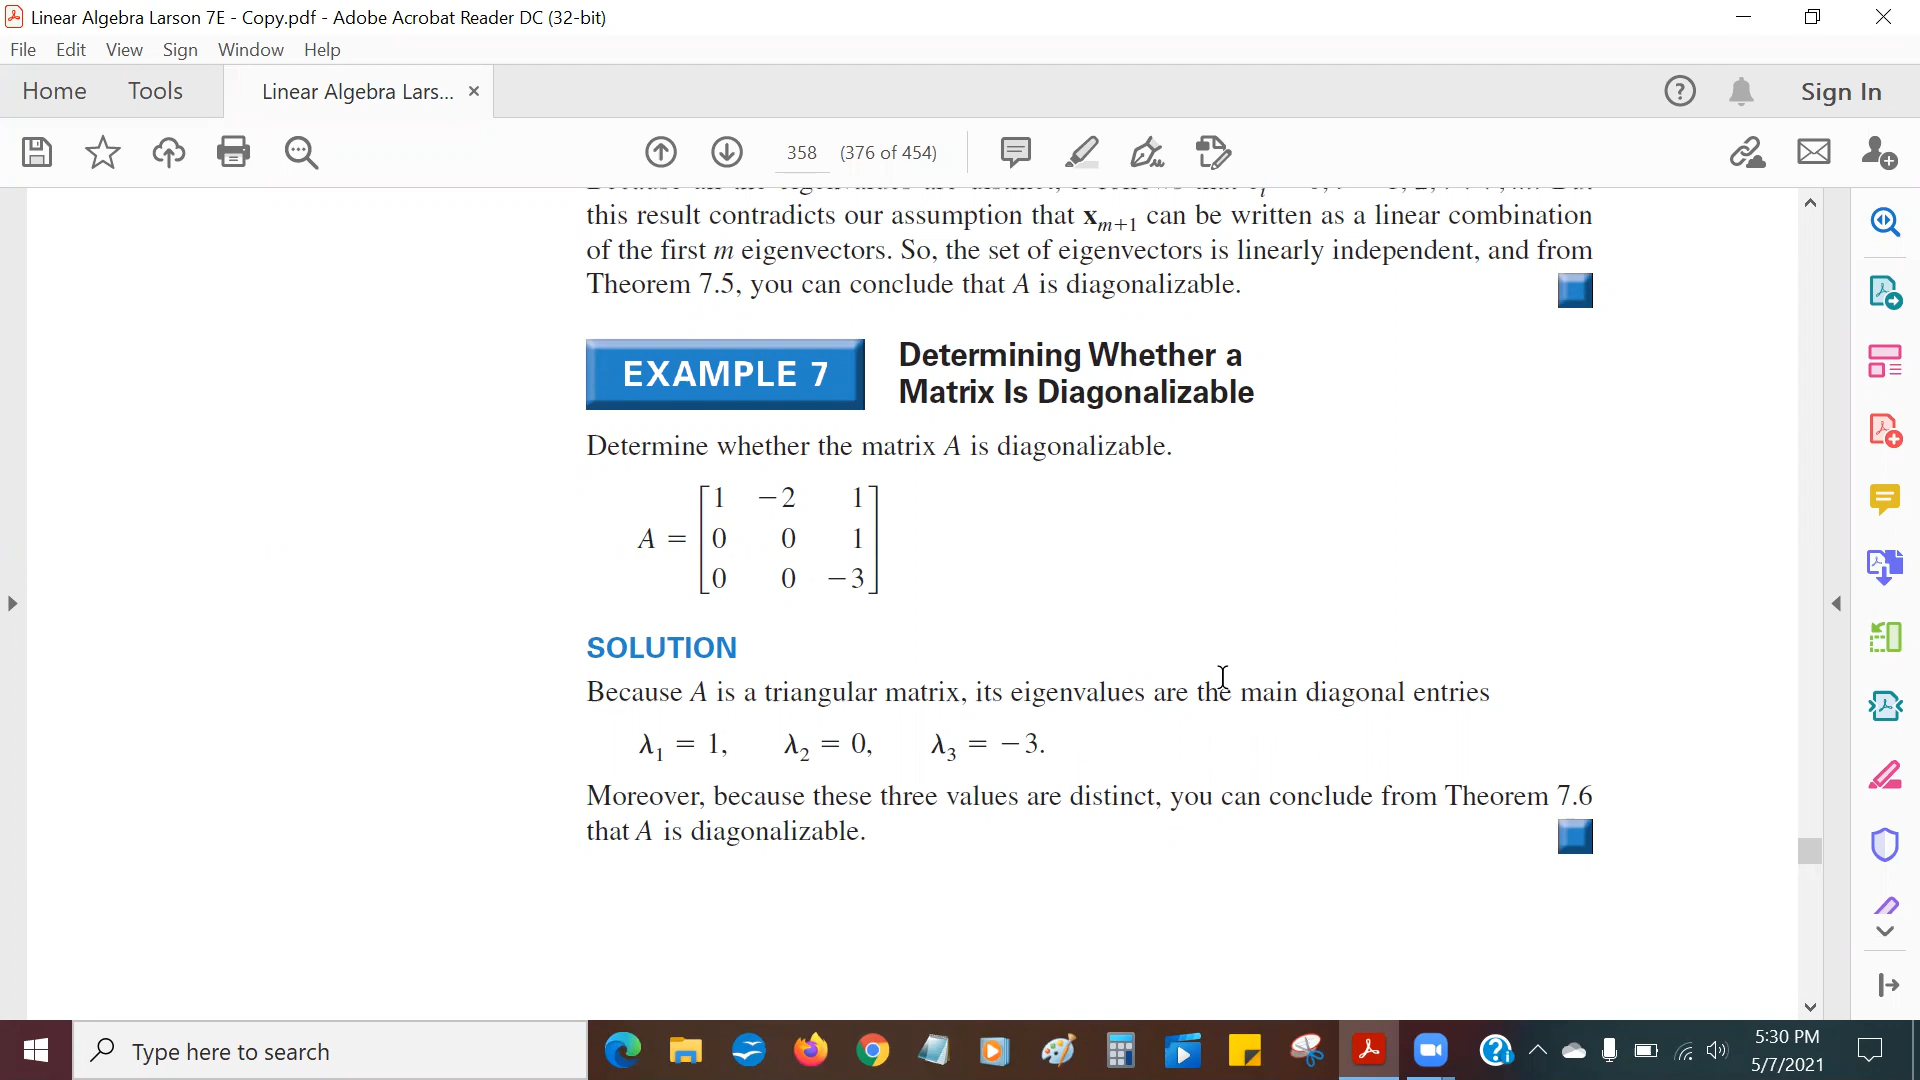 Linear Algebra Larson 7E - Copy.pdf - Adobe Acrobat Reader DC (32-bit)
File Edit View Sign Window Help
Home Tools Linear Algebra Lars... × Sign In
358 (376 of 454)
this result contradicts our assumption that x_{m+1} can be written as a linear combination
of the first m eigenvectors. So, the set of eigenvectors is linearly independent, and from
Theorem 7.5, you can conclude that A is diagonalizable.
EXAMPLE 7
Determining Whether a
Matrix Is Diagonalizable
Determine whether the matrix A is diagonalizable.
1 −2 1
A = 0 0 1
0 0 −3
SOLUTION
Because A is a triangular matrix, its eigenvalues are the main diagonal entries
λ₁ = 1, λ₂ = 0, λ₃ = −3.
Moreover, because these three values are distinct, you can conclude from Theorem 7.6
that A is diagonalizable.
Type here to search
5:30 PM
5/7/2021